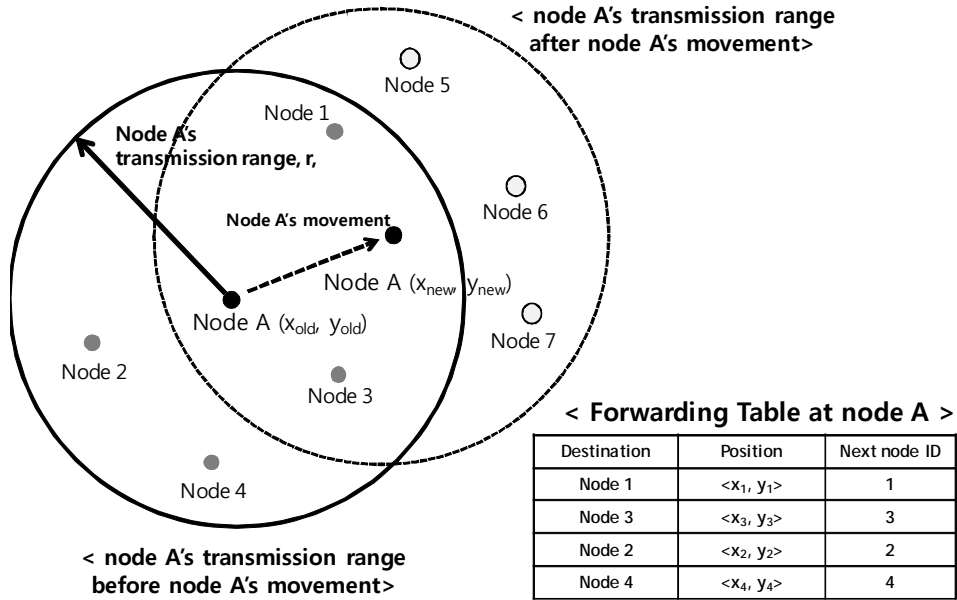 < node A's transmission range
after node A's movement>
Node 5
Node 1
Node A's
transmission range, r,
Node 6
Node A's movement
Node A (xnew, ynew)
Node A (xold, yold)
Node 7
Node 2
Node 3
Node 4
< node A's transmission range
before node A's movement>
< Forwarding Table at node A >
Destination Position Next node ID
Node 1 <x1, y1> 1
Node 3 <x3, y3> 3
Node 2 <x2, y2> 2
Node 4 <x4, y4> 4